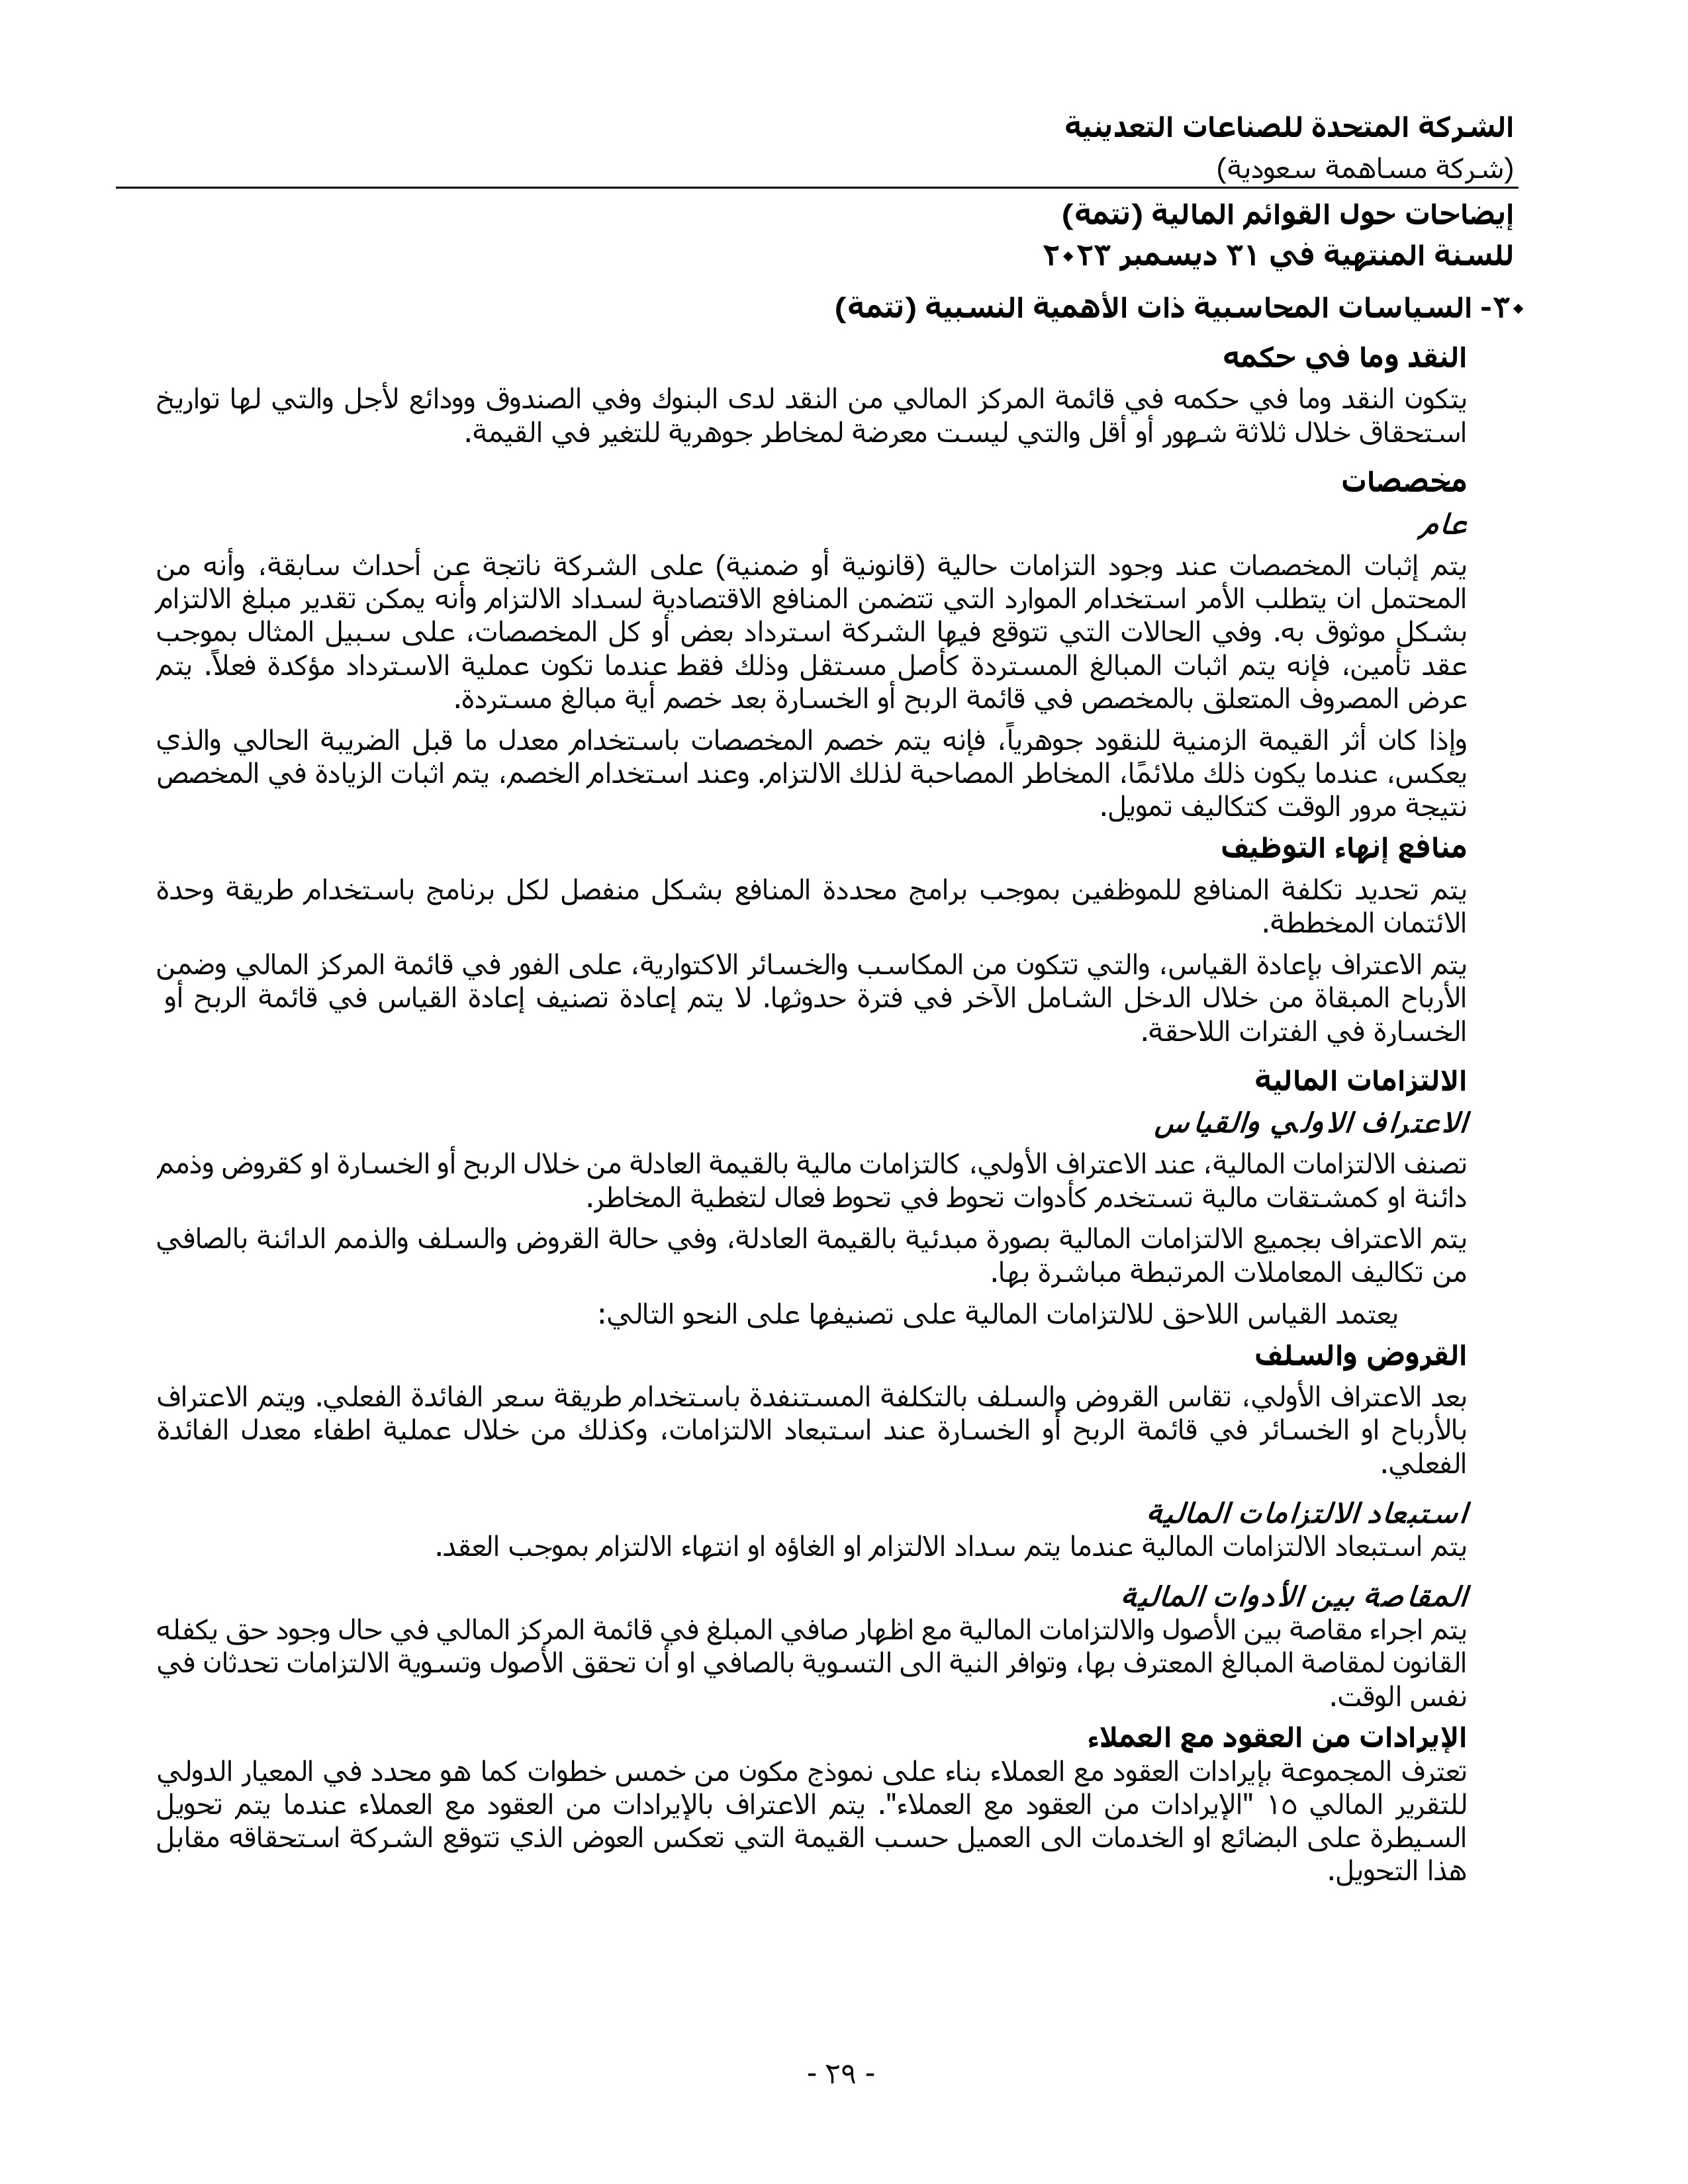 الشركة المتحدة للصناعات التعدينية
(شركة مساهمة سعودية)
إيضاحات حول القوائم المالية (تتمة)
للسنة المنتهية في ٣١ ديسمبر ٢٠٢٣
٣٠- السياسات المحاسبية ذات الأهمية النسبية (تتمة)
النقد وما في حكمه
يتكون النقد وما في حكمه في قائمة المركز المالي من النقد لدى البنوك وفي الصندوق وودائع لأجل والتي لها تواريخ
استحقاق خلال ثلاثة شهور أو أقل والتي ليست معرضة لمخاطر جوهرية للتغير في القيمة.
مخصصات
عام
يتم إثبات المخصصات عند وجود التزامات حالية (قانونية أو ضمنية) على الشركة ناتجة عن أحداث سابقة، وأنه من
المحتمل ان يتطلب الأمر استخدام الموارد التي تتضمن المنافع الاقتصادية لسداد الالتزام وأنه يمكن تقدير مبلغ الالتزام
بشكل موثوق به. وفي الحالات التي تتوقع فيها الشركة استرداد بعض أو كل المخصصات، على سبيل المثال بموجب
عقد تأمين، فإنه يتم اثبات المبالغ المستردة كأصل مستقل وذلك فقط عندما تكون عملية الاسترداد مؤكدة فعلاً. يتم
عرض المصروف المتعلق بالمخصص في قائمة الربح أو الخسارة بعد خصم أية مبالغ مستردة.
وإذا كان أثر القيمة الزمنية للنقود جوهرياً، فإنه يتم خصم المخصصات باستخدام معدل ما قبل الضريبة الحالي والذي
يعكس، عندما يكون ذلك ملائمًا، المخاطر المصاحبة لذلك الالتزام. وعند استخدام الخصم، يتم اثبات الزيادة في المخصص
نتيجة مرور الوقت كتكاليف تمويل.
منافع إنهاء التوظيف
يتم تحديد تكلفة المنافع للموظفين بموجب برامج محددة المنافع بشكل منفصل لكل برنامج باستخدام طريقة وحدة
الائتمان المخططة.
يتم الاعتراف بإعادة القياس، والتي تتكون من المكاسب والخسائر الاكتوارية، على الفور في قائمة المركز المالي وضمن
الأرباح المبقاة من خلال الدخل الشامل الآخر في فترة حدوثها. لا يتم إعادة تصنيف إعادة القياس في قائمة الربح أو
الخسارة في الفترات اللاحقة.
الالتزامات المالية
الاعتراف الاولي والقياس
تصنف الالتزامات المالية، عند الاعتراف الأولي، كالتزامات مالية بالقيمة العادلة من خلال الربح أو الخسارة او كقروض وذمم
دائنة او كمشتقات مالية تستخدم كأدوات تحوط في تحوط فعال لتغطية المخاطر.
يتم الاعتراف بجميع الالتزامات المالية بصورة مبدئية بالقيمة العادلة، وفي حالة القروض والسلف والذمم الدائنة بالصافي
من تكاليف المعاملات المرتبطة مباشرة بها.
يعتمد القياس اللاحق للالتزامات المالية على تصنيفها على النحو التالي:
القروض والسلف
بعد الاعتراف الأولي، تقاس القروض والسلف بالتكلفة المستنفدة باستخدام طريقة سعر الفائدة الفعلي. ويتم الاعتراف
بالأرباح او الخسائر في قائمة الربح أو الخسارة عند استبعاد الالتزامات، وكذلك من خلال عملية اطفاء معدل الفائدة
الفعلي.
استبعاد الالتزامات المالية
يتم استبعاد الالتزامات المالية عندما يتم سداد الالتزام او الغاؤه او انتهاء الالتزام بموجب العقد.
المقاصة بين الأدوات المالية
يتم اجراء مقاصة بين الأصول والالتزامات المالية مع اظهار صافي المبلغ في قائمة المركز المالي في حال وجود حق يكفله
القانون لمقاصة المبالغ المعترف بها، وتوافر النية الى التسوية بالصافي او أن تحقق الأصول وتسوية الالتزامات تحدثان في
نفس الوقت.
الإيرادات من العقود مع العملاء
تعترف المجموعة بإيرادات العقود مع العملاء بناء على نموذج مكون من خمس خطوات كما هو محدد في المعيار الدولي
للتقرير المالي ١٥ "الإيرادات من العقود مع العملاء". يتم الاعتراف بالإيرادات من العقود مع العملاء عندما يتم تحويل
السيطرة على البضائع او الخدمات الى العميل حسب القيمة التي تعكس العوض الذي تتوقع الشركة استحقاقه مقابل
هذا التحويل.
- ٢٩ -